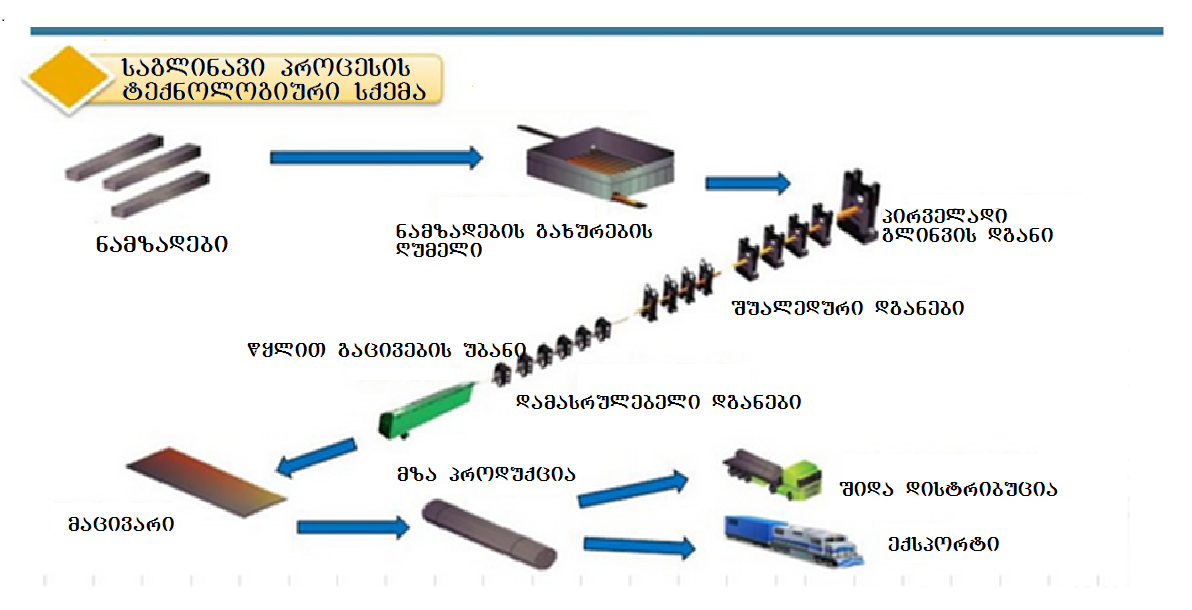 საგლინავი პროცესის
ტექნოლოგიური სქემა
ნამზადები
ნამზადების გახურების
ღუმელი
პირველადი
გლინვის დგანი
შუალედური დგანები
წყლით გაცივების უბანი
დამასრულებელი დგანები
მზა პროდუქცია
მაცივარი
შიდა დისტრიბუცია
ექსპორტი